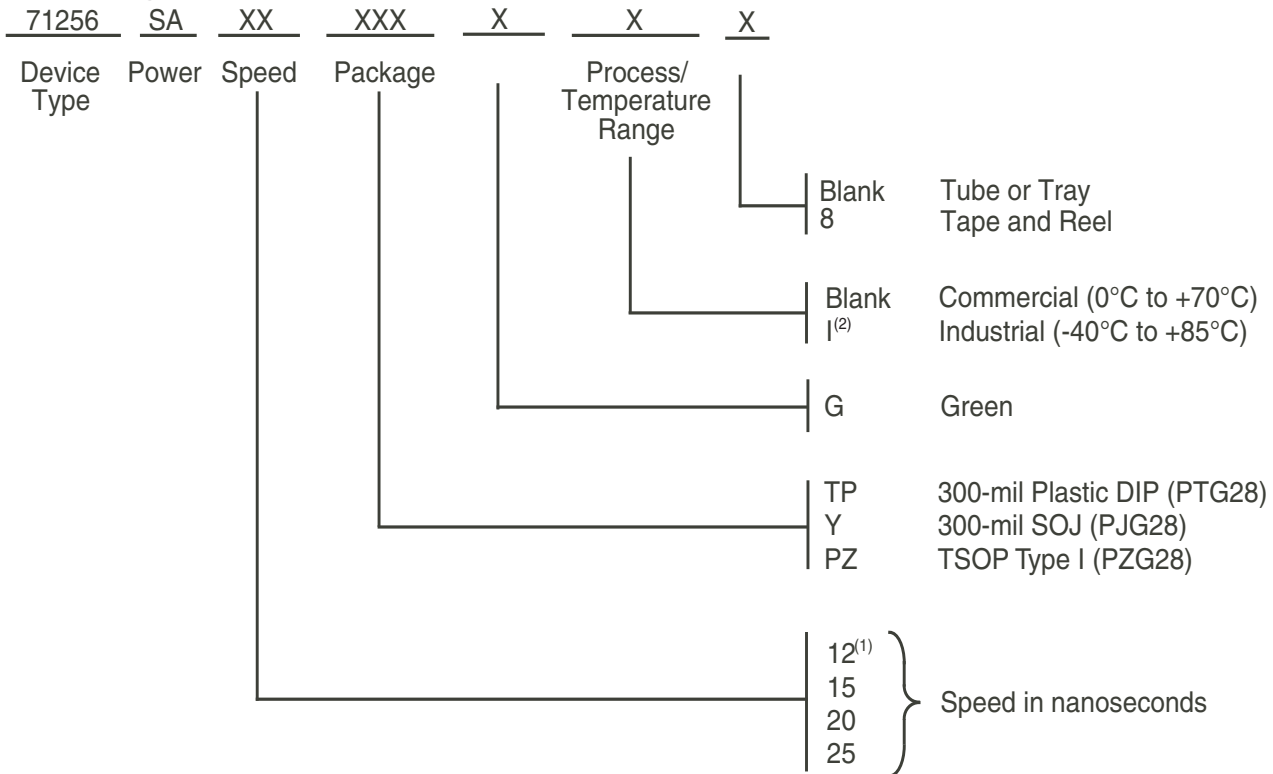 71256 SA XX XXX X X X
Device Type Power Speed Package Process/ Temperature Range
Blank Tube or Tray
8 Tape and Reel
Blank Commercial (0°C to +70°C)
I(2) Industrial (-40°C to +85°C)
G Green
TP 300-mil Plastic DIP (PTG28)
Y 300-mil SOJ (PJG28)
PZ TSOP Type I (PZG28)
12(1)
15
Speed in nanoseconds
20
25